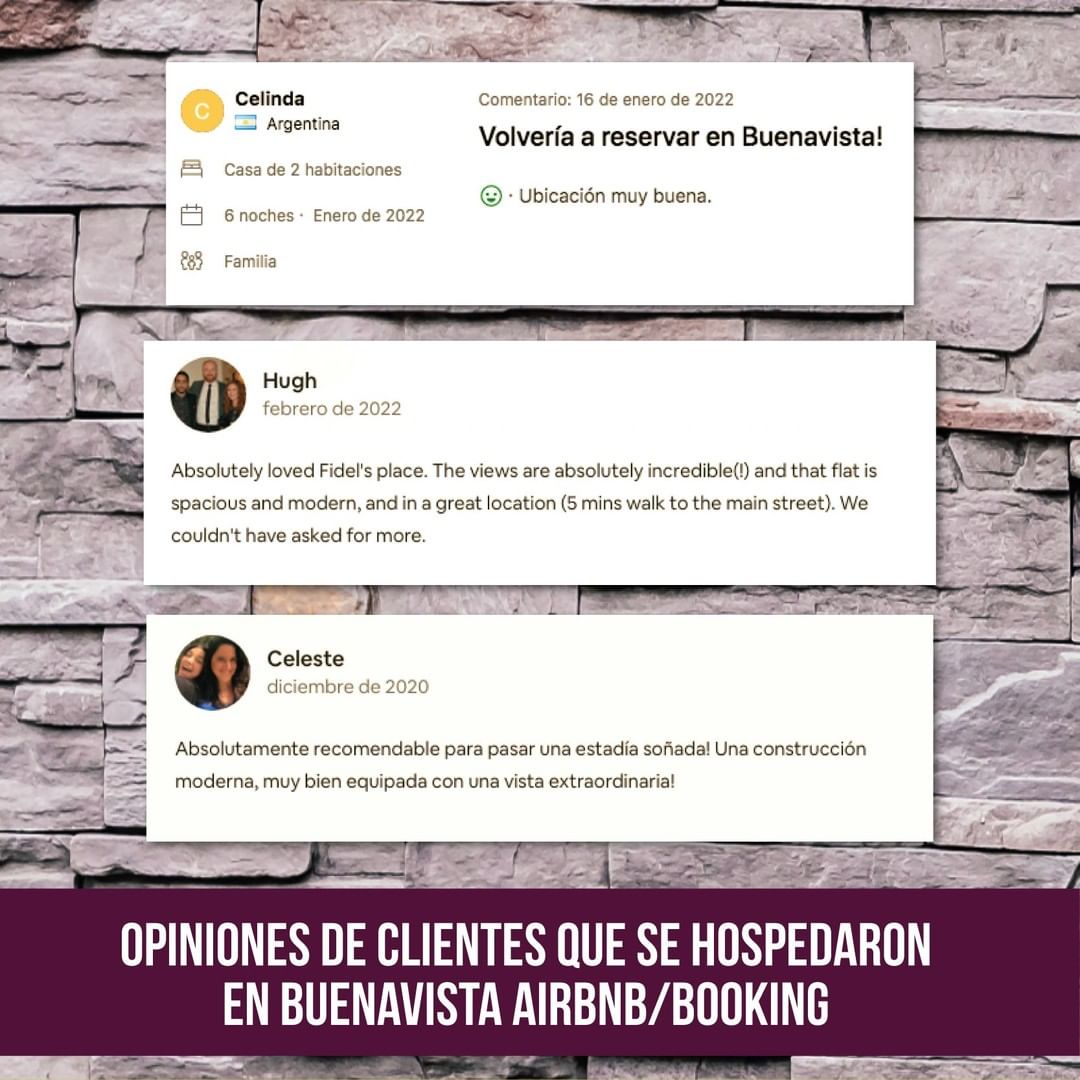 C
Celinda
Argentina
Casa de 2 habitaciones
6 noches · Enero de 2022
Familia
Comentario: 16 de enero de 2022
Volvería a reservar en Buenavista!
· Ubicación muy buena.
Hugh
febrero de 2022
Absolutely loved Fidel's place. The views are absolutely incredible(!) and that flat is
spacious and modern, and in a great location (5 mins walk to the main street). We
couldn't have asked for more.
Celeste
diciembre de 2020
Absolutamente recomendable para pasar una estadía soñada! Una construcción
moderna, muy bien equipada con una vista extraordinaria!
OPINIONES DE CLIENTES QUE SE HOSPEDARON
EN BUENAVISTA AIRBNB/BOOKING